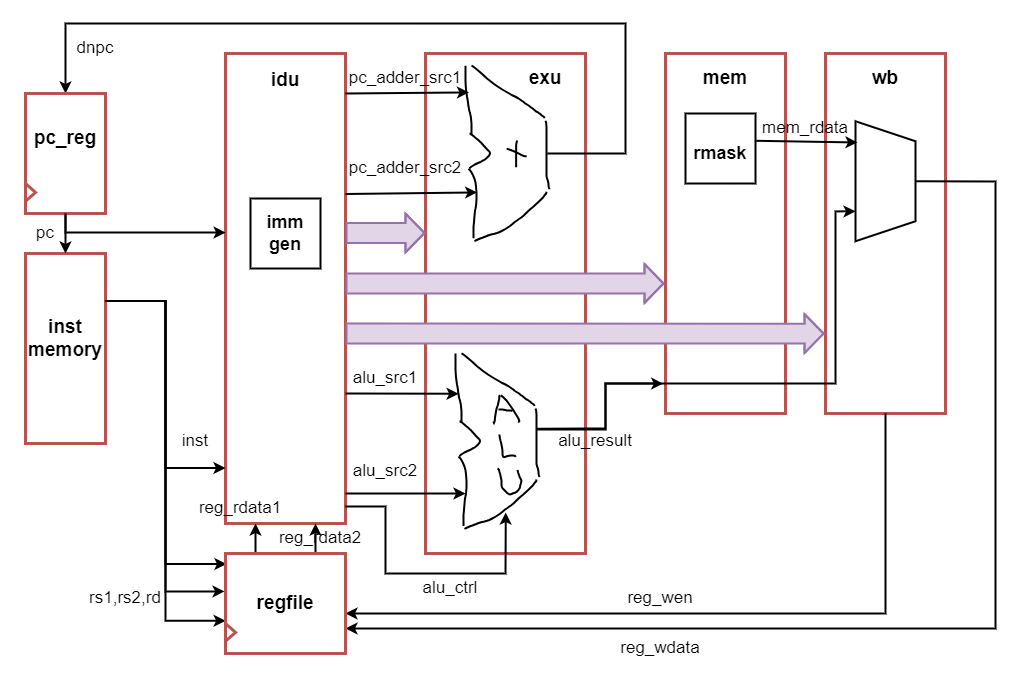 dnpc
pc_reg
pc
inst
memory
inst
rs1,rs2,rd
idu
imm
gen
reg_rdata1
reg_rdata2
regfile
pc_adder_src1
pc_adder_src2
alu_src1
alu_src2
alu_ctrl
exu
+
ALU
alu_result
mem
rmask
mem_rdata
wb
reg_wen
reg_wdata